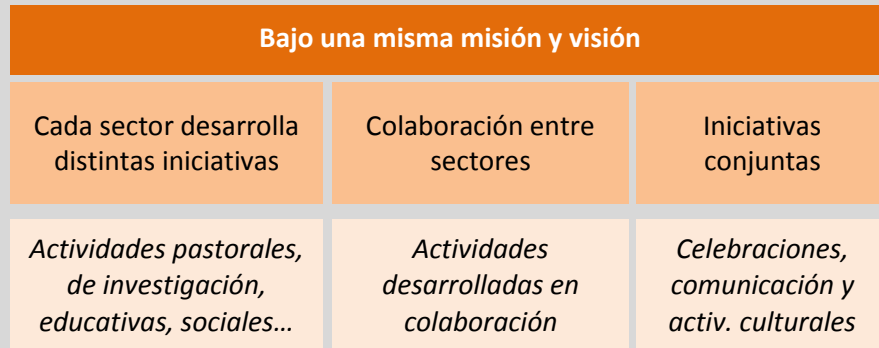 Bajo una misma misión y visión
Cada sector desarrolla
distintas iniciativas
Colaboración entre
sectores
Iniciativas
conjuntas
Actividades pastorales,
de investigación,
educativas, sociales…
Actividades
desarrolladas en
colaboración
Celebraciones,
comunicación y
activ. culturales